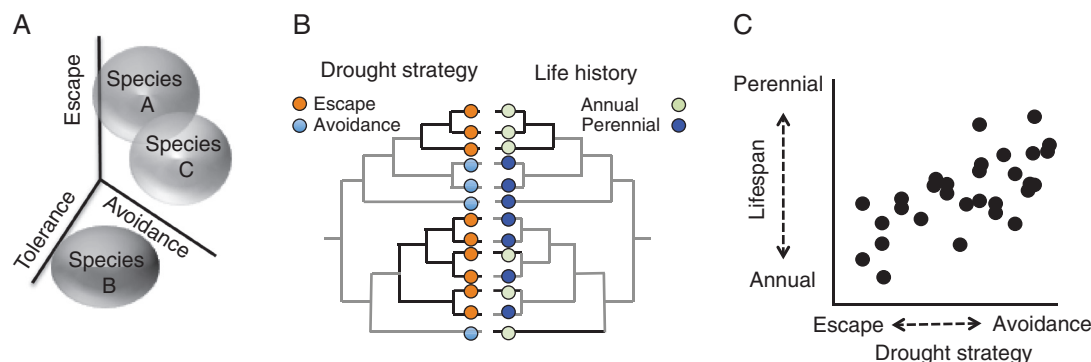 A
Escape
Species
A
Species
C
Tolerance
Avoidance
Species
B
B
Drought strategy
Life history
Escape
Avoidance
Annual
Perennial
C
Perennial
Lifespan
Annual
Escape
Avoidance
Drought strategy